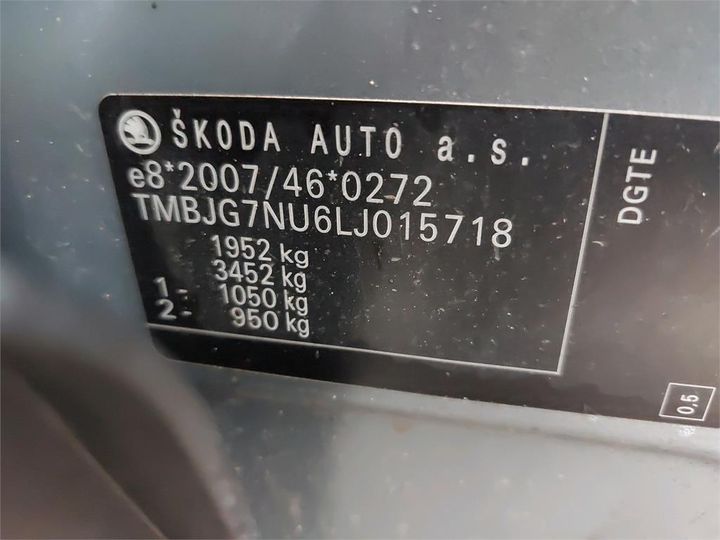 ŠKODA AUTO a.s.
e8*2007/46*0272
TMBJG7NU6LJ015718
1952 kg
3452 kg
1 - 1050 kg
2 - 950 kg
DGTE
0,5